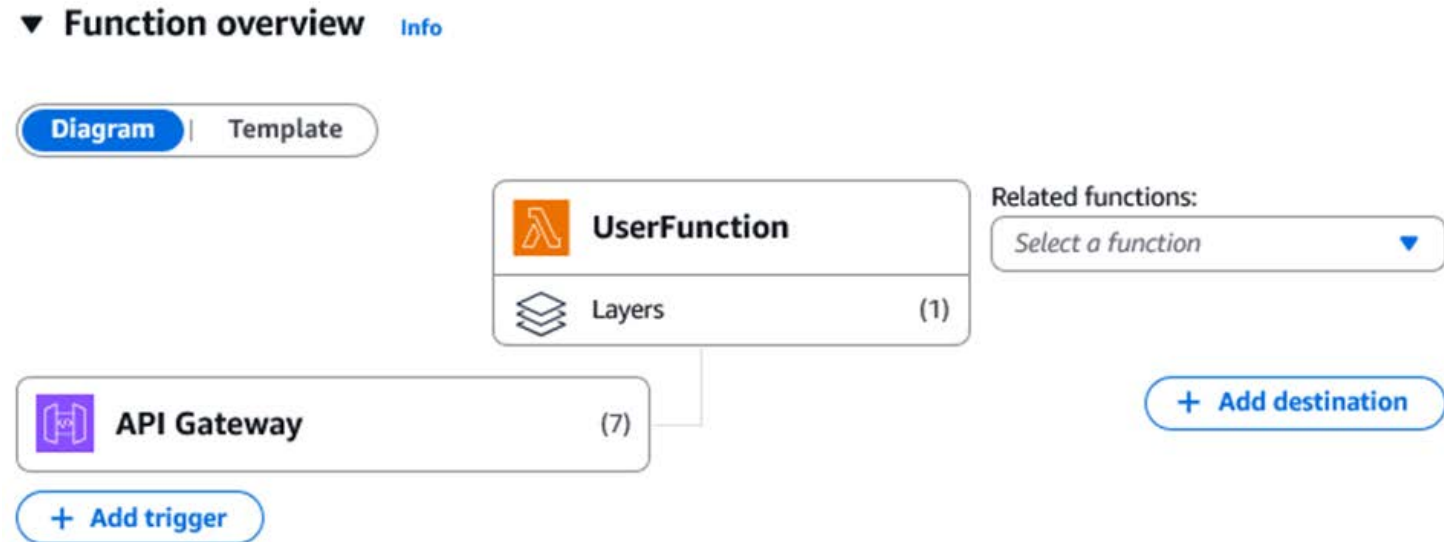 Function overview Info
Diagram | Template
UserFunction
Related functions:
Select a function
Layers (1)
API Gateway (7)
+ Add destination
+ Add trigger